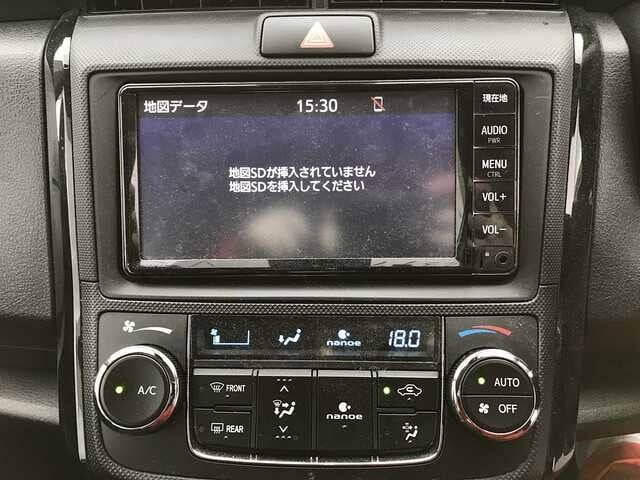 地図データ 15:30
現在地
AUDIO
PWR
地図SDが挿入されていません
地図SDを挿入してください
MENU
CTRL
VOL+
VOL−
nanoe 18.0
A/C
FRONT
REAR
nanoe
AUTO
OFF